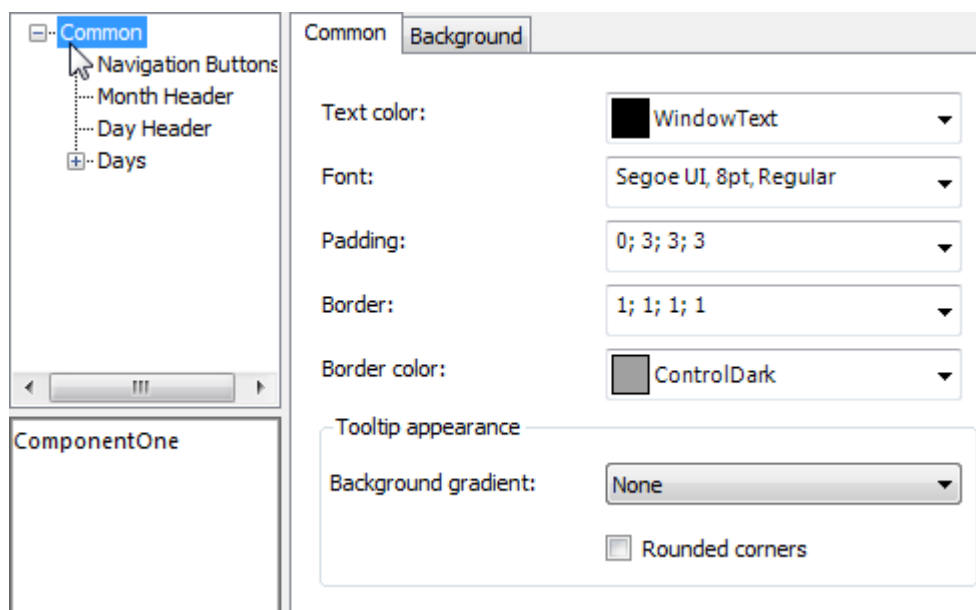 Common
Navigation Buttons
Month Header
Day Header
Days
ComponentOne
Common
Background
Text color:
WindowText
Font:
Segoe UI, 8pt, Regular
Padding:
0; 3; 3; 3
Border:
1; 1; 1; 1
Border color:
ControlDark
Tooltip appearance
Background gradient:
None
Rounded corners